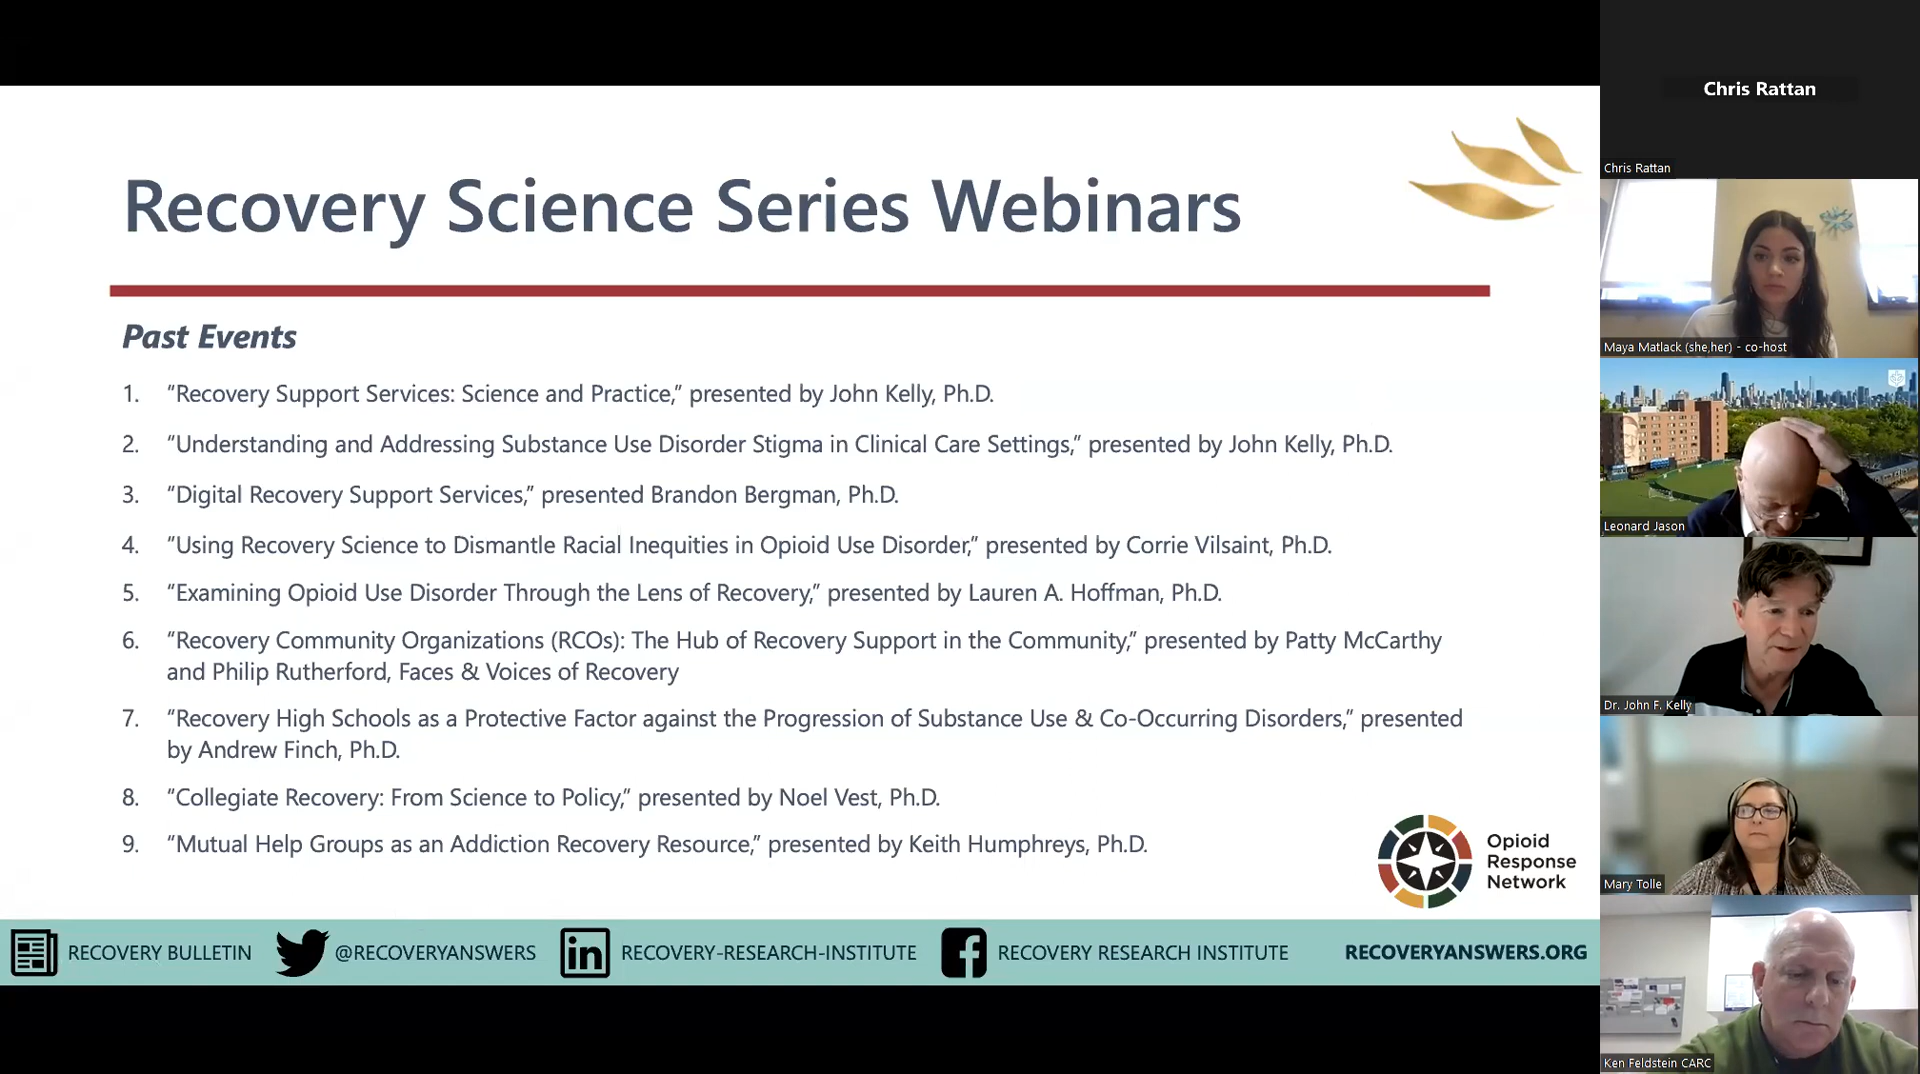 Recovery Science Series Webinars
Past Events
1. “Recovery Support Services: Science and Practice,” presented by John Kelly, Ph.D.
2. “Understanding and Addressing Substance Use Disorder Stigma in Clinical Care Settings,” presented by John Kelly, Ph.D.
3. “Digital Recovery Support Services,” presented Brandon Bergman, Ph.D.
4. “Using Recovery Science to Dismantle Racial Inequities in Opioid Use Disorder,” presented by Corrie Vilsaint, Ph.D.
5. “Examining Opioid Use Disorder Through the Lens of Recovery,” presented by Lauren A. Hoffman, Ph.D.
6. “Recovery Community Organizations (RCOs): The Hub of Recovery Support in the Community,” presented by Patty McCarthy
and Philip Rutherford, Faces & Voices of Recovery
7. “Recovery High Schools as a Protective Factor against the Progression of Substance Use & Co-Occurring Disorders,” presented
by Andrew Finch, Ph.D.
8. “Collegiate Recovery: From Science to Policy,” presented by Noel Vest, Ph.D.
9. “Mutual Help Groups as an Addiction Recovery Resource,” presented by Keith Humphreys, Ph.D.
Opioid
Response
Network
RECOVERY BULLETIN
@RECOVERYANSWERS
in
RECOVERY-RESEARCH-INSTITUTE
RECOVERY RESEARCH INSTITUTE
RECOVERYANSWERS.ORG
Chris Rattan
Chris Rattan
Maya Matlack (she,her) - co-host
Leonard Jason
Dr. John F. Kelly
Mary Tolle
Ken Feldstein CARC